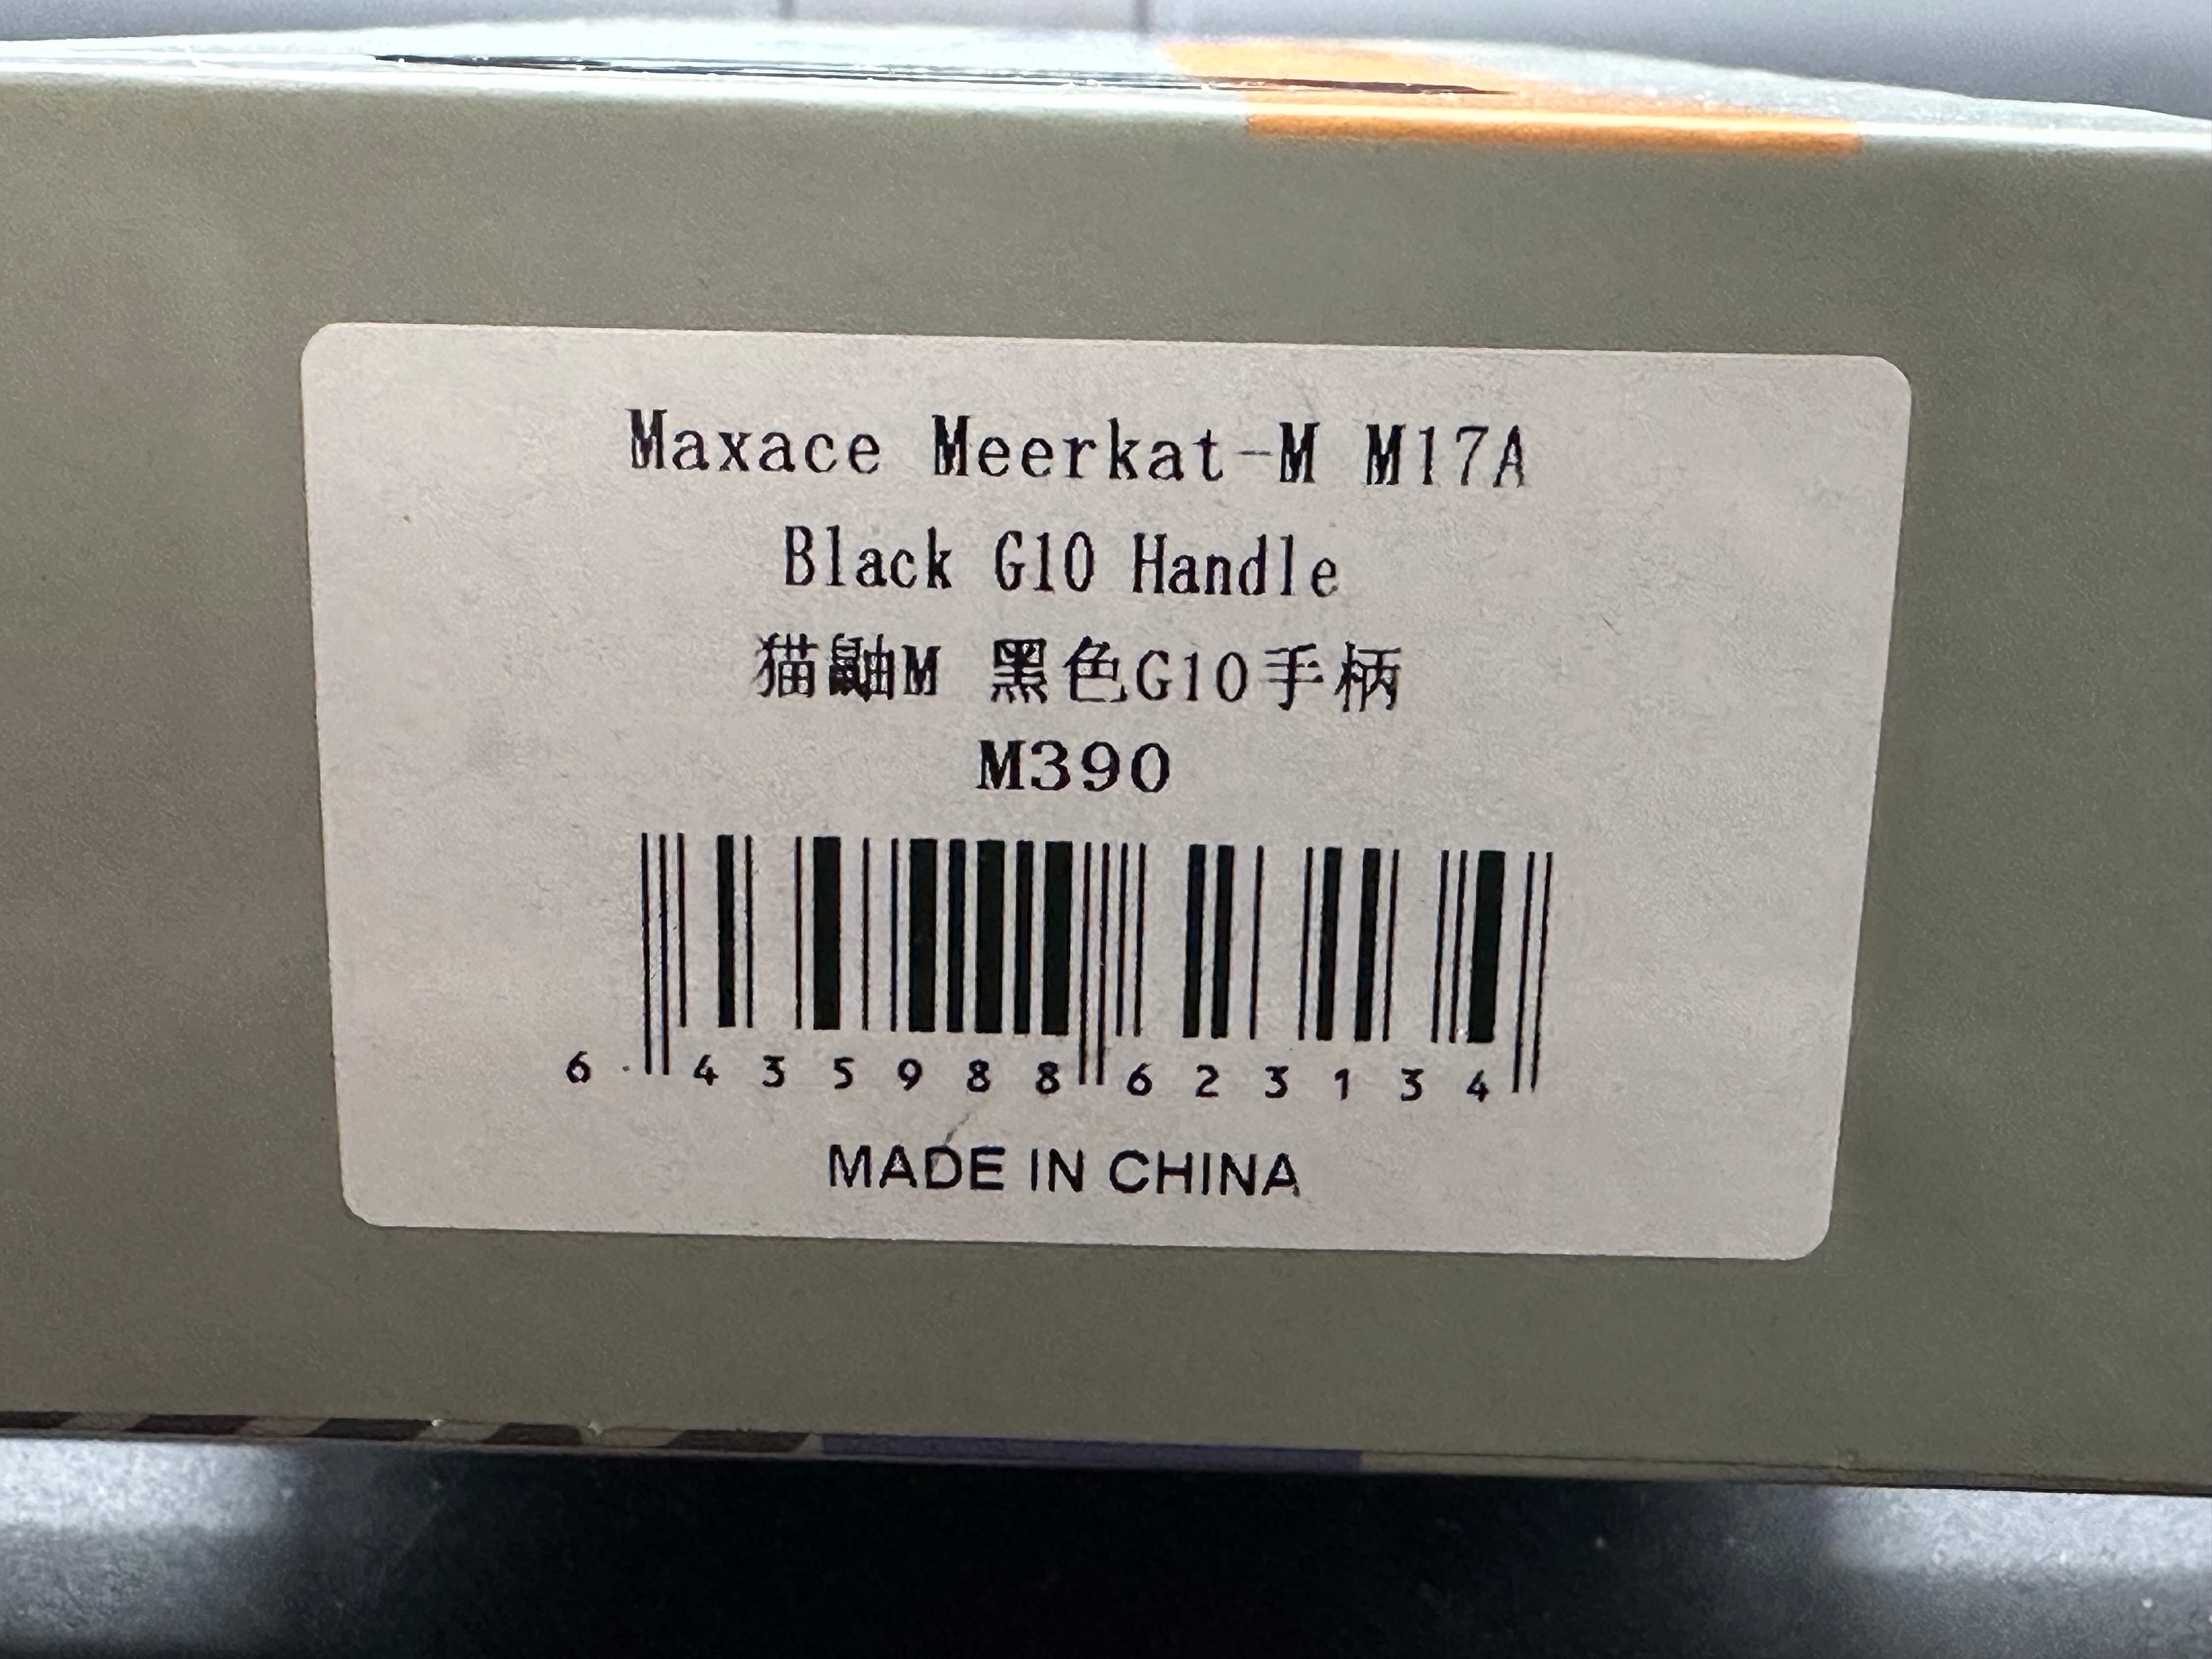 Maxace Meerkat-M M17A
Black G10 Handle
猫鼬M 黑色G10手柄
M390
6 435988 623134
MADE IN CHINA